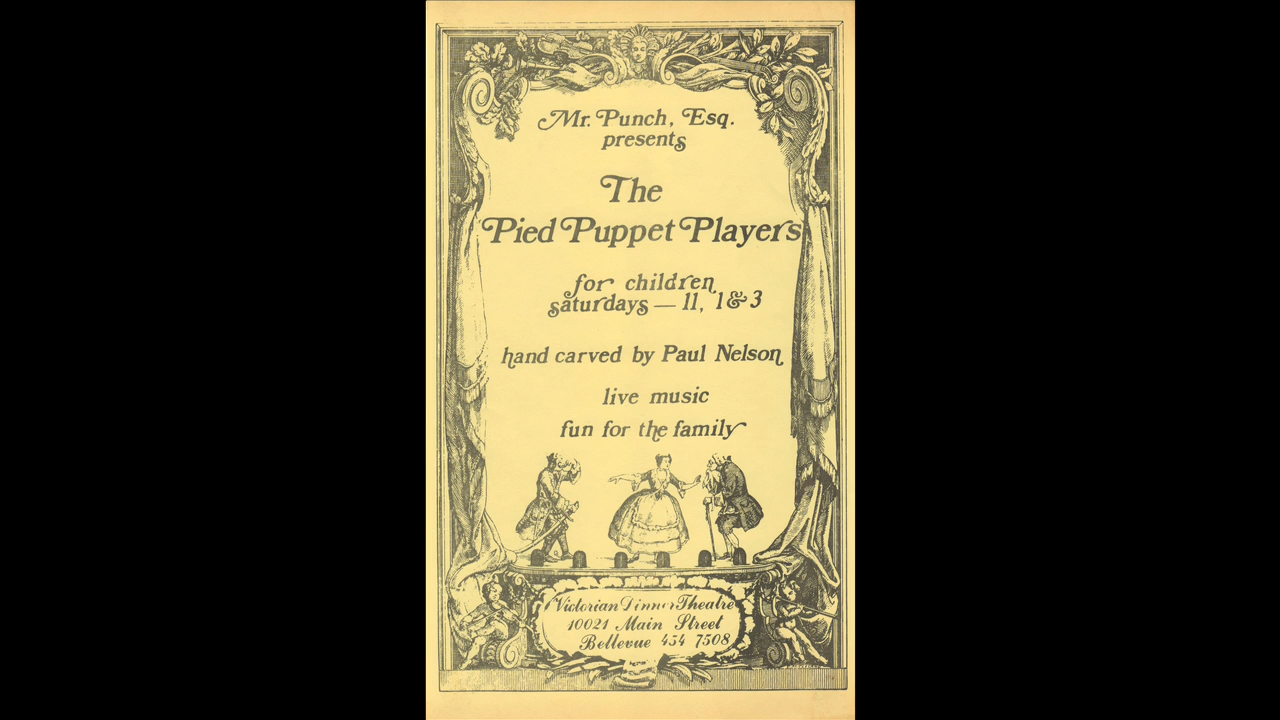 Mr. Punch, Esq.
presents
The
Pied Puppet Players
for children
saturdays — 11, 1 & 3
hand carved by Paul Nelson
live music
fun for the family
Victorian Dinner Theatre
10021 Main Street
Bellevue 454 7508